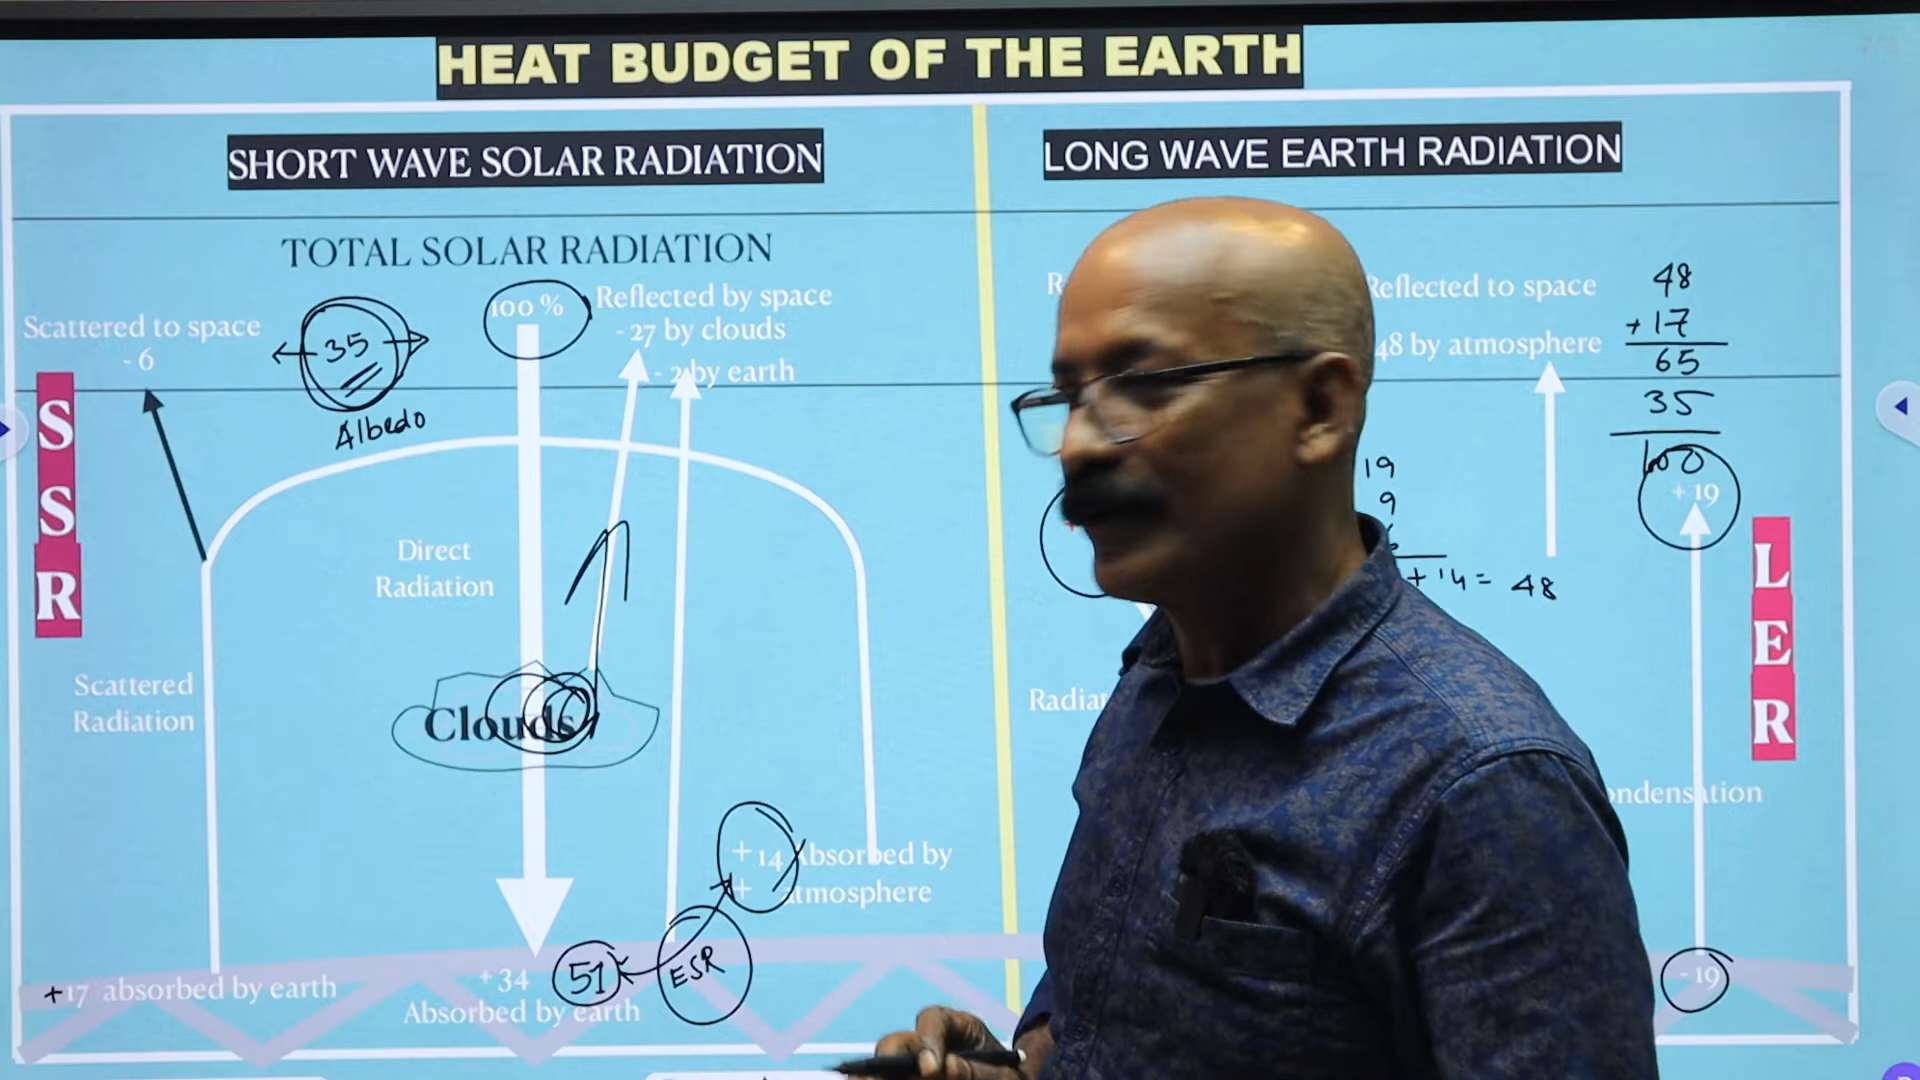 HEAT BUDGET OF THE EARTH
SHORT WAVE SOLAR RADIATION
TOTAL SOLAR RADIATION
Scattered to space
- 6
35
Albedo
100 %
Reflected by space
- 27 by clouds
- 2 by earth
S
S
R
Direct
Radiation
Scattered
Radiation
Clouds
+ 14 Absorbed by
+ atmosphere
+17 absorbed by earth
+34
Absorbed by earth
51
ESR
LONG WAVE EARTH RADIATION
Reflected to space
48 by atmosphere
48
+17
65
35
100
+ 19
19
9
+ 14 = 48
L
E
R
- 19